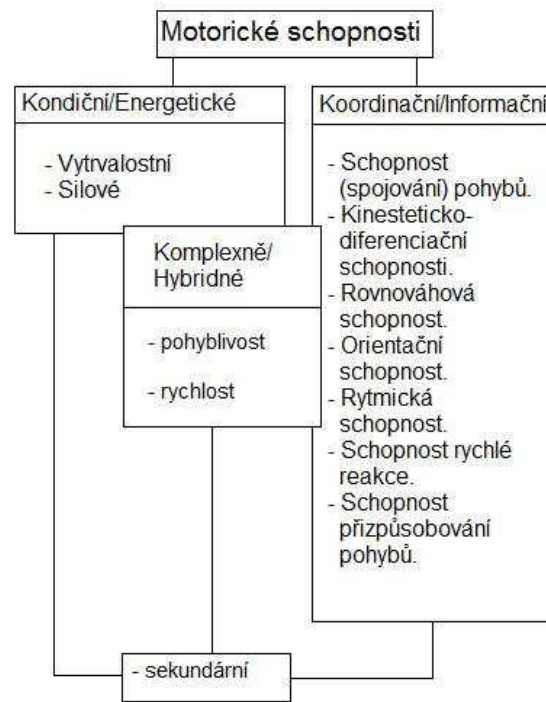 Motorické schopnosti
Kondiční/Energetické
- Vytrvalostní
- Silové
Komplexně/
Hybridné
- pohyblivost
- rychlost
Koordinační/Informační
- Schopnost
(spojování) pohybů.
- Kinesteticko-
diferenciační
schopnosti.
- Rovnováhová
schopnost.
- Orientační
schopnost.
- Rytmická
schopnost.
- Schopnost rychlé
reakce.
- Schopnost
přizpůsobování
pohybů.
- sekundární